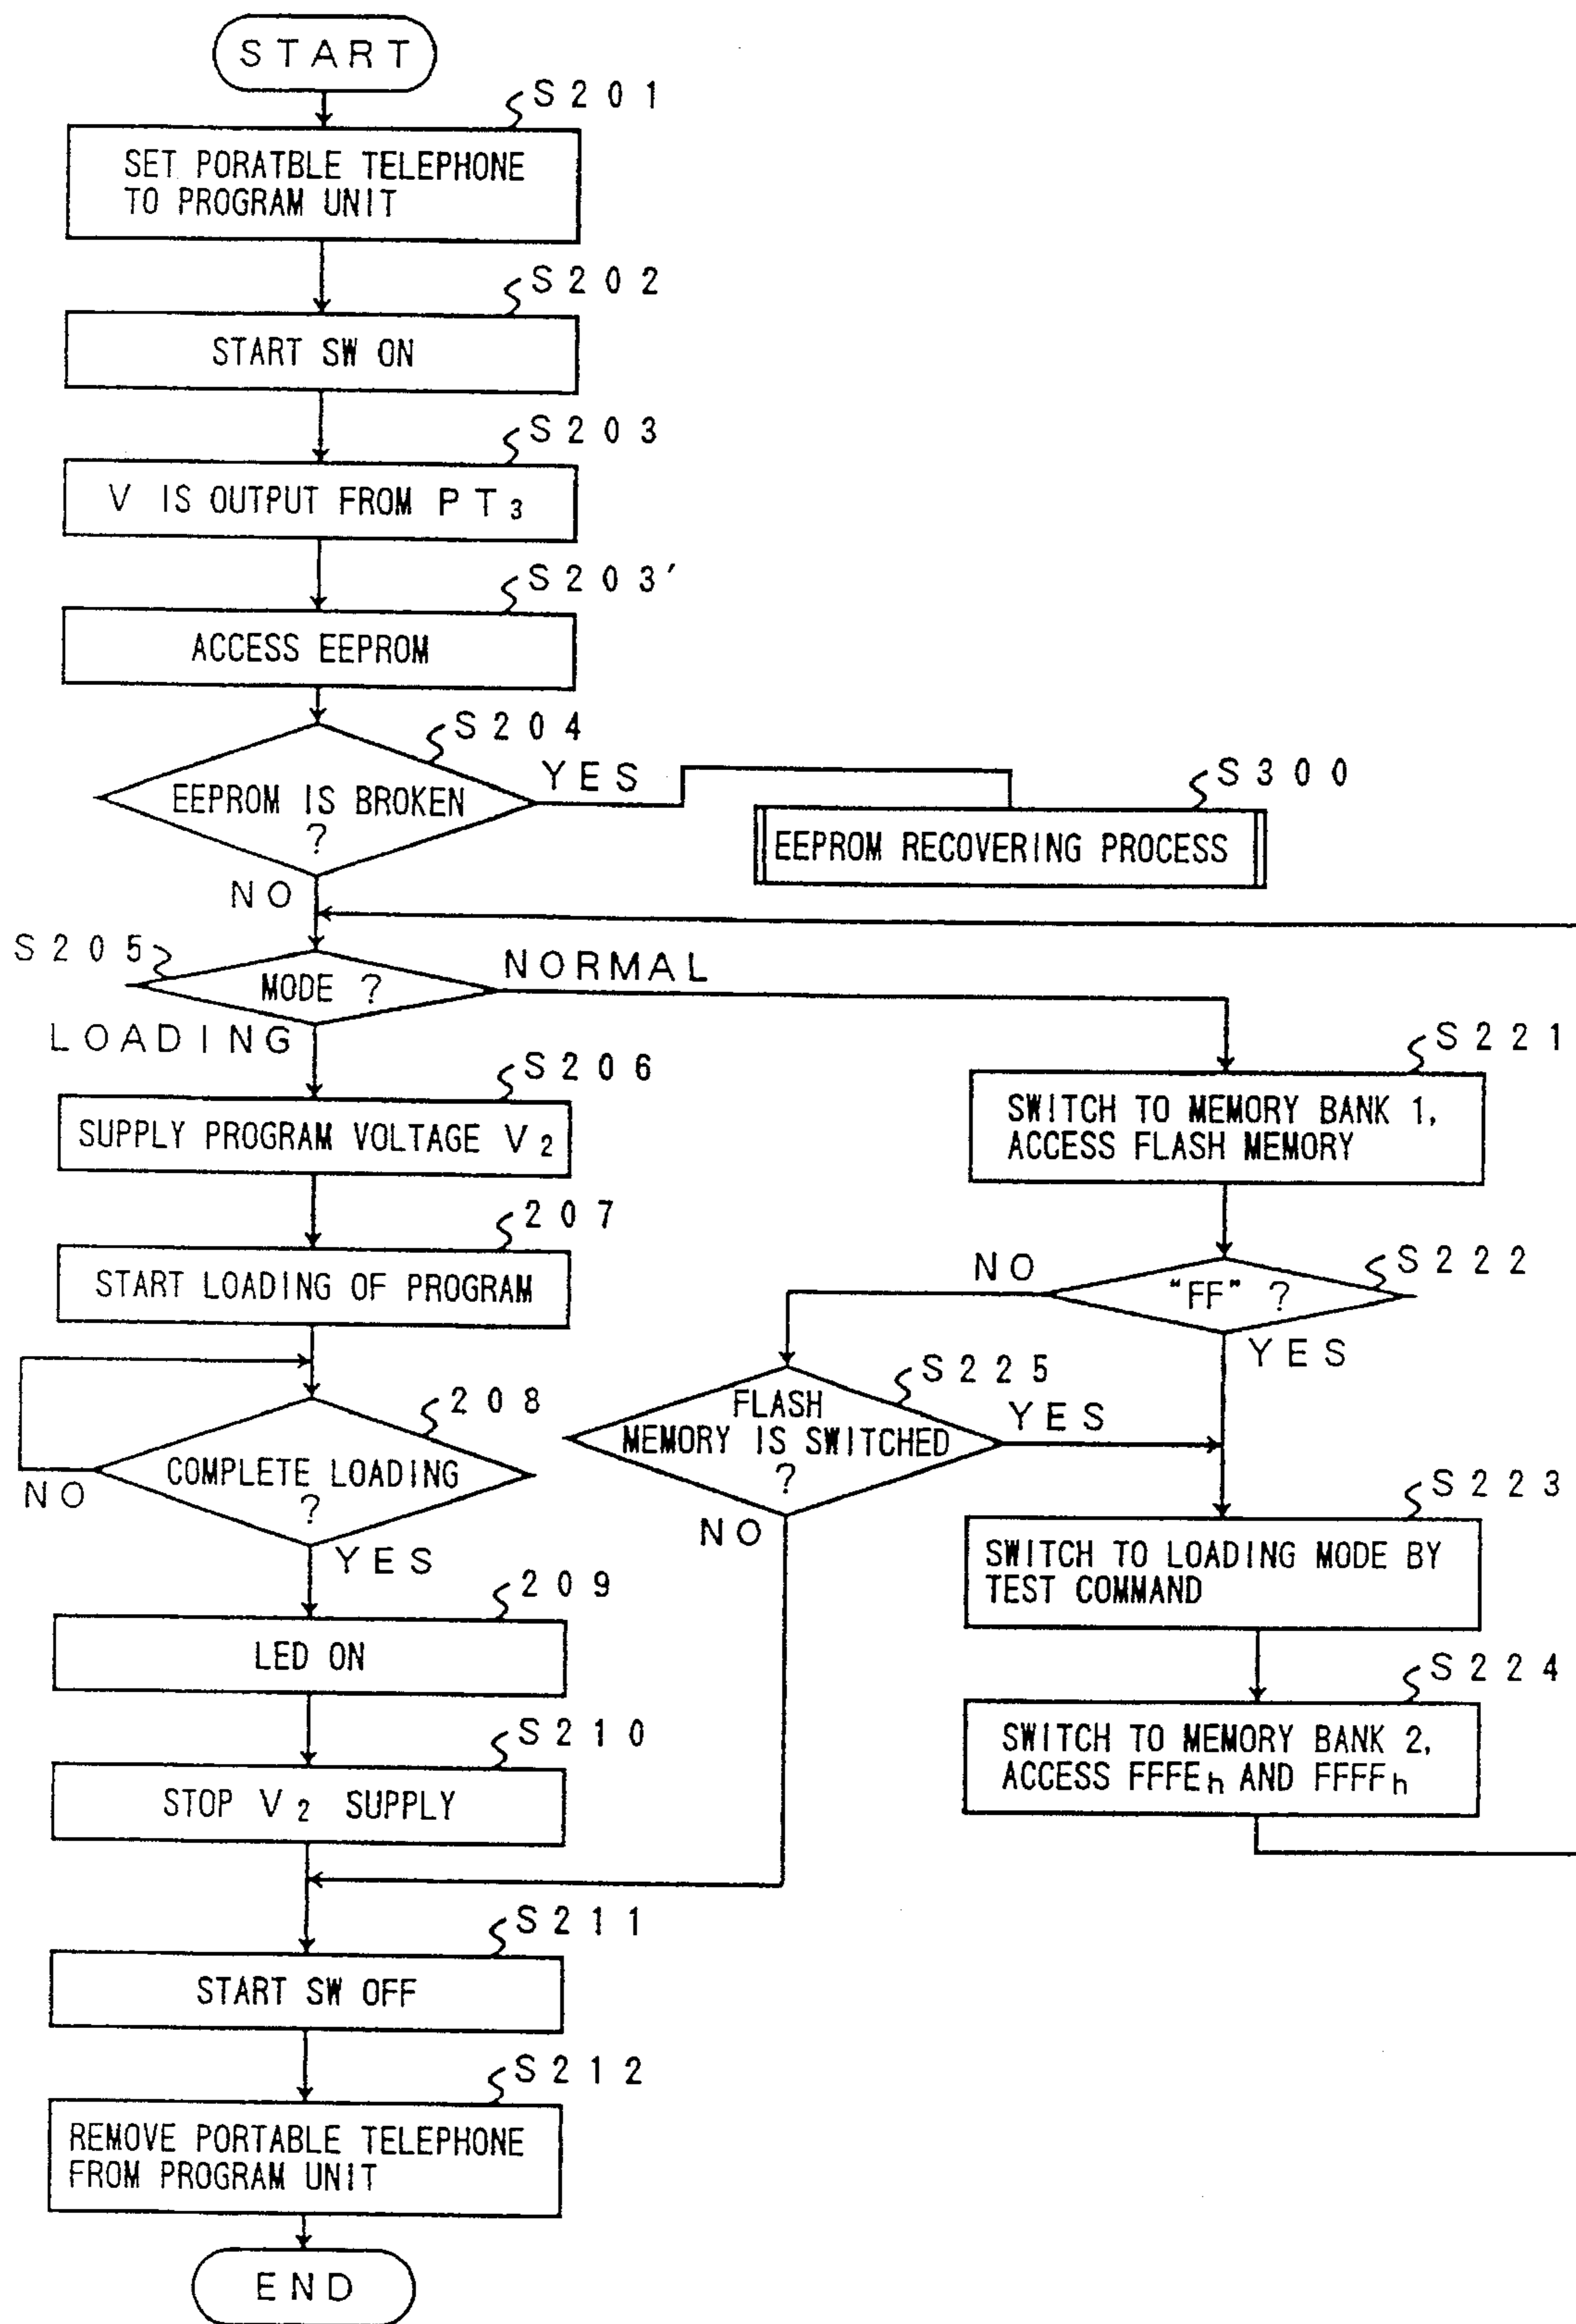 START
S201
SET PORATBLE TELEPHONE
TO PROGRAM UNIT
S202
START SW ON
S203
V IS OUTPUT FROM PT3
S203'
ACCESS EEPROM
S204
EEPROM IS BROKEN
?
YES
NO
S300
EEPROM RECOVERING PROCESS
S205
MODE ?
NORMAL
LOADING
S206
SUPPLY PROGRAM VOLTAGE V2
207
START LOADING OF PROGRAM
208
COMPLETE LOADING
?
NO
YES
209
LED ON
S210
STOP V2 SUPPLY
S221
SWITCH TO MEMORY BANK 1,
ACCESS FLASH MEMORY
S222
"FF" ?
NO
YES
S225
FLASH
MEMORY IS SWITCHED
?
YES
NO
S223
SWITCH TO LOADING MODE BY
TEST COMMAND
S224
SWITCH TO MEMORY BANK 2,
ACCESS FFFEh AND FFFFh
S211
START SW OFF
S212
REMOVE PORTABLE TELEPHONE
FROM PROGRAM UNIT
END